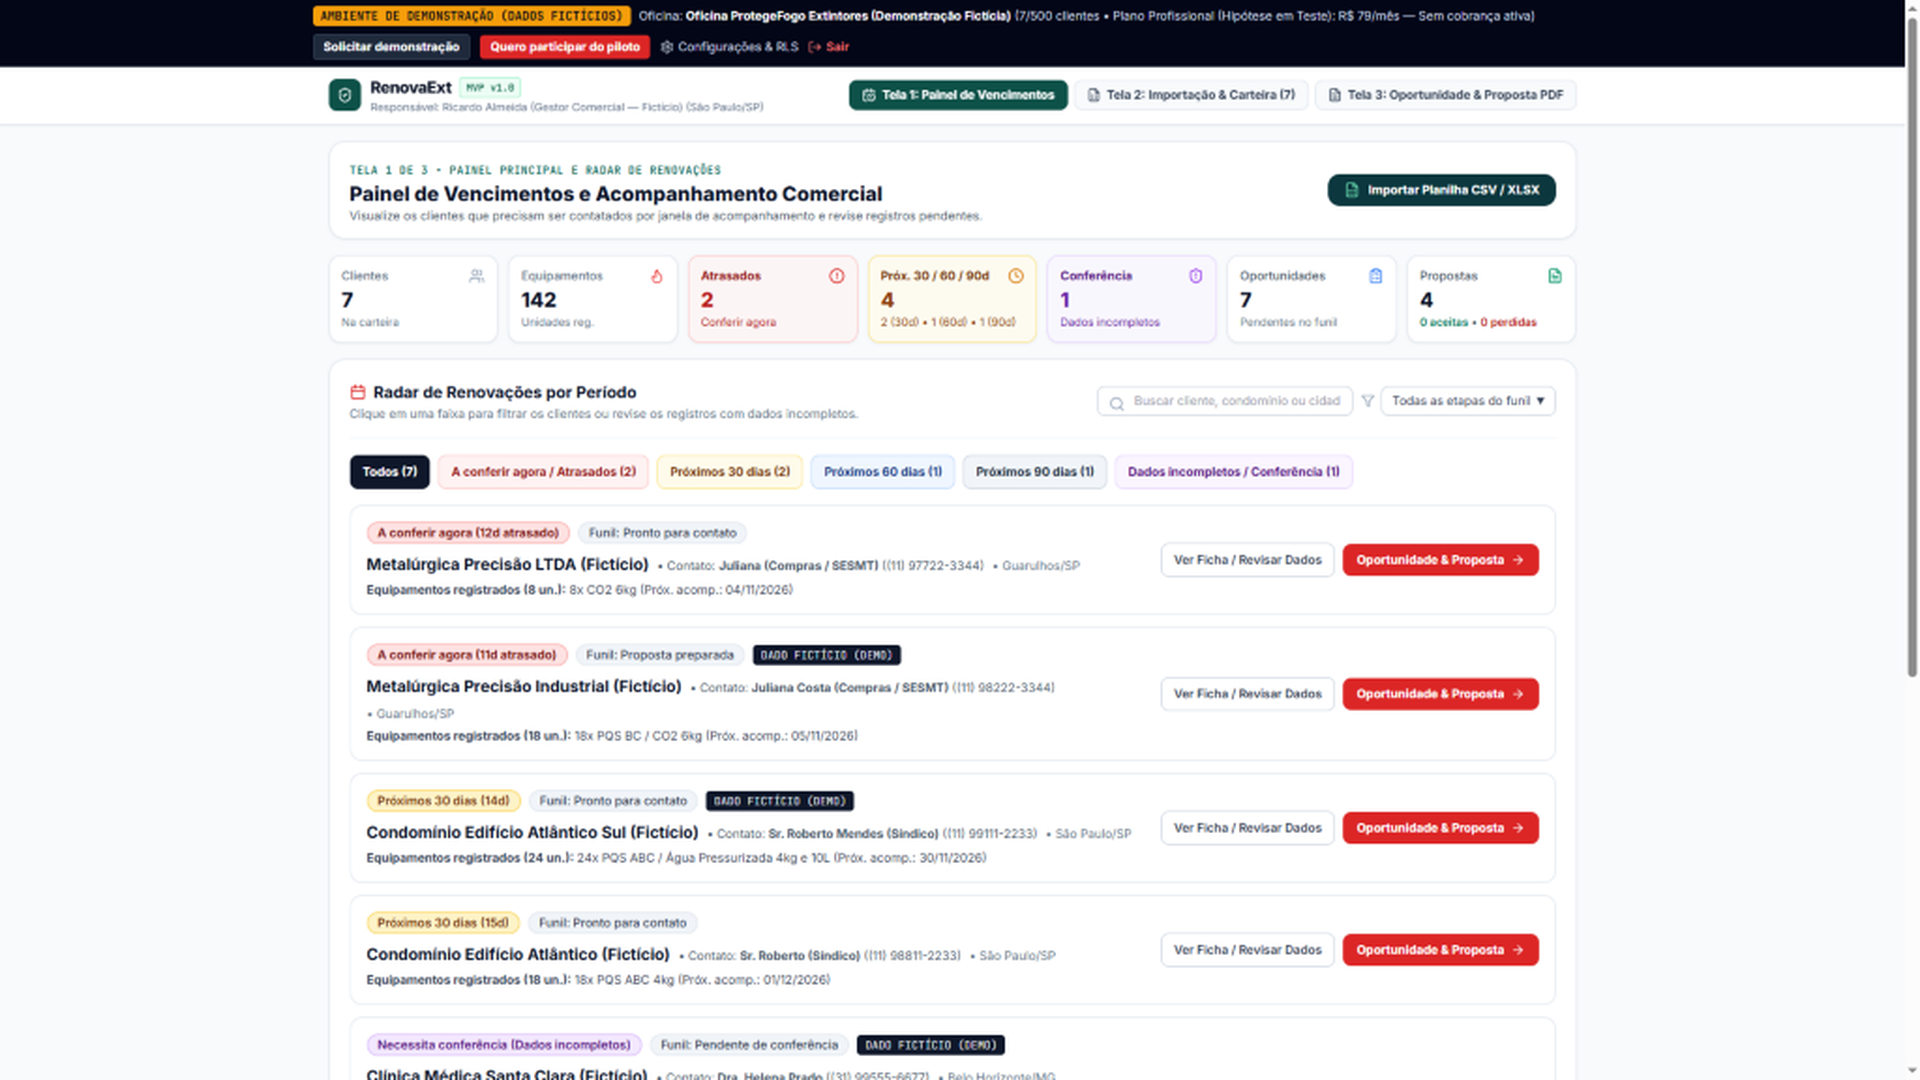 AMBIENTE DE DEMONSTRAÇÃO (DADOS FICTÍCIOS) Oficina: Oficina ProtegeFogo Extintores (Demonstração Fictícia) (7/500 clientes • Plano Profissional (Hipótese em Teste): R$ 79/mês — Sem cobrança ativa)
Solicitar demonstração Quero participar do piloto Configurações & RLS Sair
RenovaExt MVP v1.0
Responsável: Ricardo Almeida (Gestor Comercial — Fictício) (São Paulo/SP)
Tela 1: Painel de Vencimentos Tela 2: Importação & Carteira (7) Tela 3: Oportunidade & Proposta PDF
TELA 1 DE 3 - PAINEL PRINCIPAL E RADAR DE RENOVAÇÕES
Painel de Vencimentos e Acompanhamento Comercial
Visualize os clientes que precisam ser contatados por janela de acompanhamento e revise registros pendentes.
Importar Planilha CSV / XLSX
Clientes
7
Na carteira
Equipamentos
142
Unidades reg.
Atrasados
2
Conferir agora
Próx. 30 / 60 / 90d
4
2 (30d) • 1 (60d) • 1 (90d)
Conferência
1
Dados incompletos
Oportunidades
7
Pendentes no funil
Propostas
4
0 aceitas • 0 perdidas
Radar de Renovações por Período
Clique em uma faixa para filtrar os clientes ou revise os registros com dados incompletos.
Buscar cliente, condomínio ou cidad Todas as etapas do funil ▼
Todos (7) A conferir agora / Atrasados (2) Próximos 30 dias (2) Próximos 60 dias (1) Próximos 90 dias (1) Dados incompletos / Conferência (1)
A conferir agora (12d atrasado) Funil: Pronto para contato
Metalúrgica Precisão LTDA (Fictício) • Contato: Juliana (Compras / SESMT) ((11) 97722-3344) • Guarulhos/SP
Equipamentos registrados (8 un.): 8x CO2 6kg (Próx. acomp.: 04/11/2026)
Ver Ficha / Revisar Dados Oportunidade & Proposta →
A conferir agora (11d atrasado) Funil: Proposta preparada DADO FICTÍCIO (DEMO)
Metalúrgica Precisão Industrial (Fictício) • Contato: Juliana Costa (Compras / SESMT) ((11) 98222-3344)
• Guarulhos/SP
Equipamentos registrados (18 un.): 18x PQS BC / CO2 6kg (Próx. acomp.: 05/11/2026)
Ver Ficha / Revisar Dados Oportunidade & Proposta →
Próximos 30 dias (14d) Funil: Pronto para contato DADO FICTÍCIO (DEMO)
Condomínio Edifício Atlântico Sul (Fictício) • Contato: Sr. Roberto Mendes (Síndico) ((11) 99111-2233) • São Paulo/SP
Equipamentos registrados (24 un.): 24x PQS ABC / Água Pressurizada 4kg e 10L (Próx. acomp.: 30/11/2026)
Ver Ficha / Revisar Dados Oportunidade & Proposta →
Próximos 30 dias (15d) Funil: Pronto para contato
Condomínio Edifício Atlântico (Fictício) • Contato: Sr. Roberto (Síndico) ((11) 98811-2233) • São Paulo/SP
Equipamentos registrados (18 un.): 18x PQS ABC 4kg (Próx. acomp.: 01/12/2026)
Ver Ficha / Revisar Dados Oportunidade & Proposta →
Necessita conferência (Dados incompletos) Funil: Pendente de conferência DADO FICTÍCIO (DEMO)
Clínica Médica Santa Clara (Fictício) • Contato: Dra. Helena Prado ((31) 99555-6677) • Belo Horizonte/MG